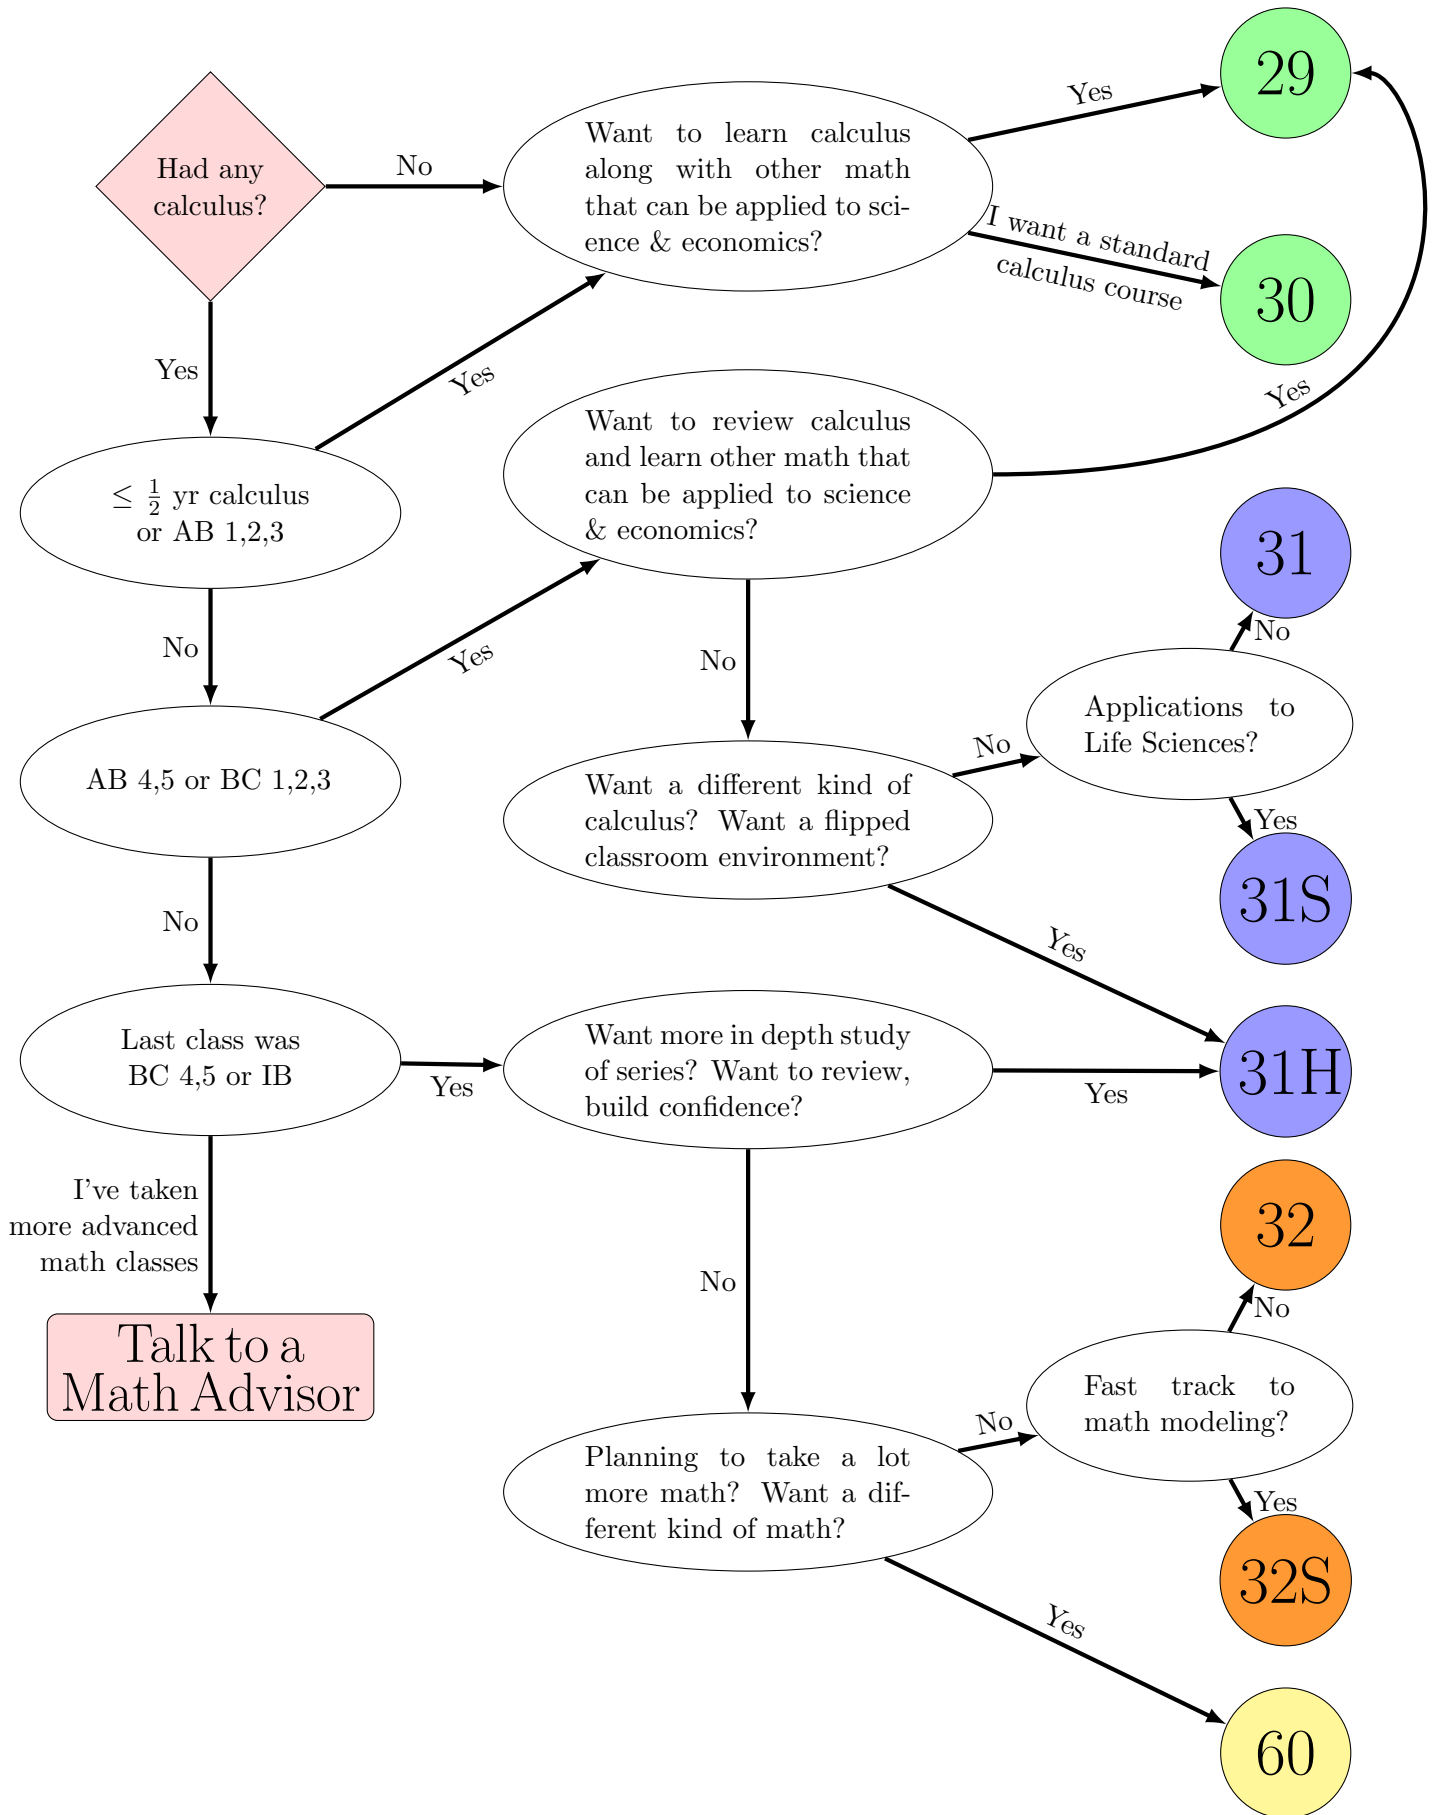 Had any
calculus?
No
Want to learn calculus
along with other math
that can be applied to sci-
ence & economics?
Yes
29
I want a standard
calculus course
30
Yes
Yes
≤ 1/2 yr calculus
or AB 1,2,3
Want to review calculus
and learn other math that
can be applied to science
& economics?
Yes
No
Yes
AB 4,5 or BC 1,2,3
No
Want a different kind of
calculus? Want a flipped
classroom environment?
No
Applications to
Life Sciences?
No
31
Yes
31S
Yes
31H
No
Last class was
BC 4,5 or IB
Yes
Want more in depth study
of series? Want to review,
build confidence?
Yes
I've taken
more advanced
math classes
Talk to a
Math Advisor
No
Planning to take a lot
more math? Want a dif-
ferent kind of math?
No
Fast track to
math modeling?
No
32
Yes
32S
Yes
60